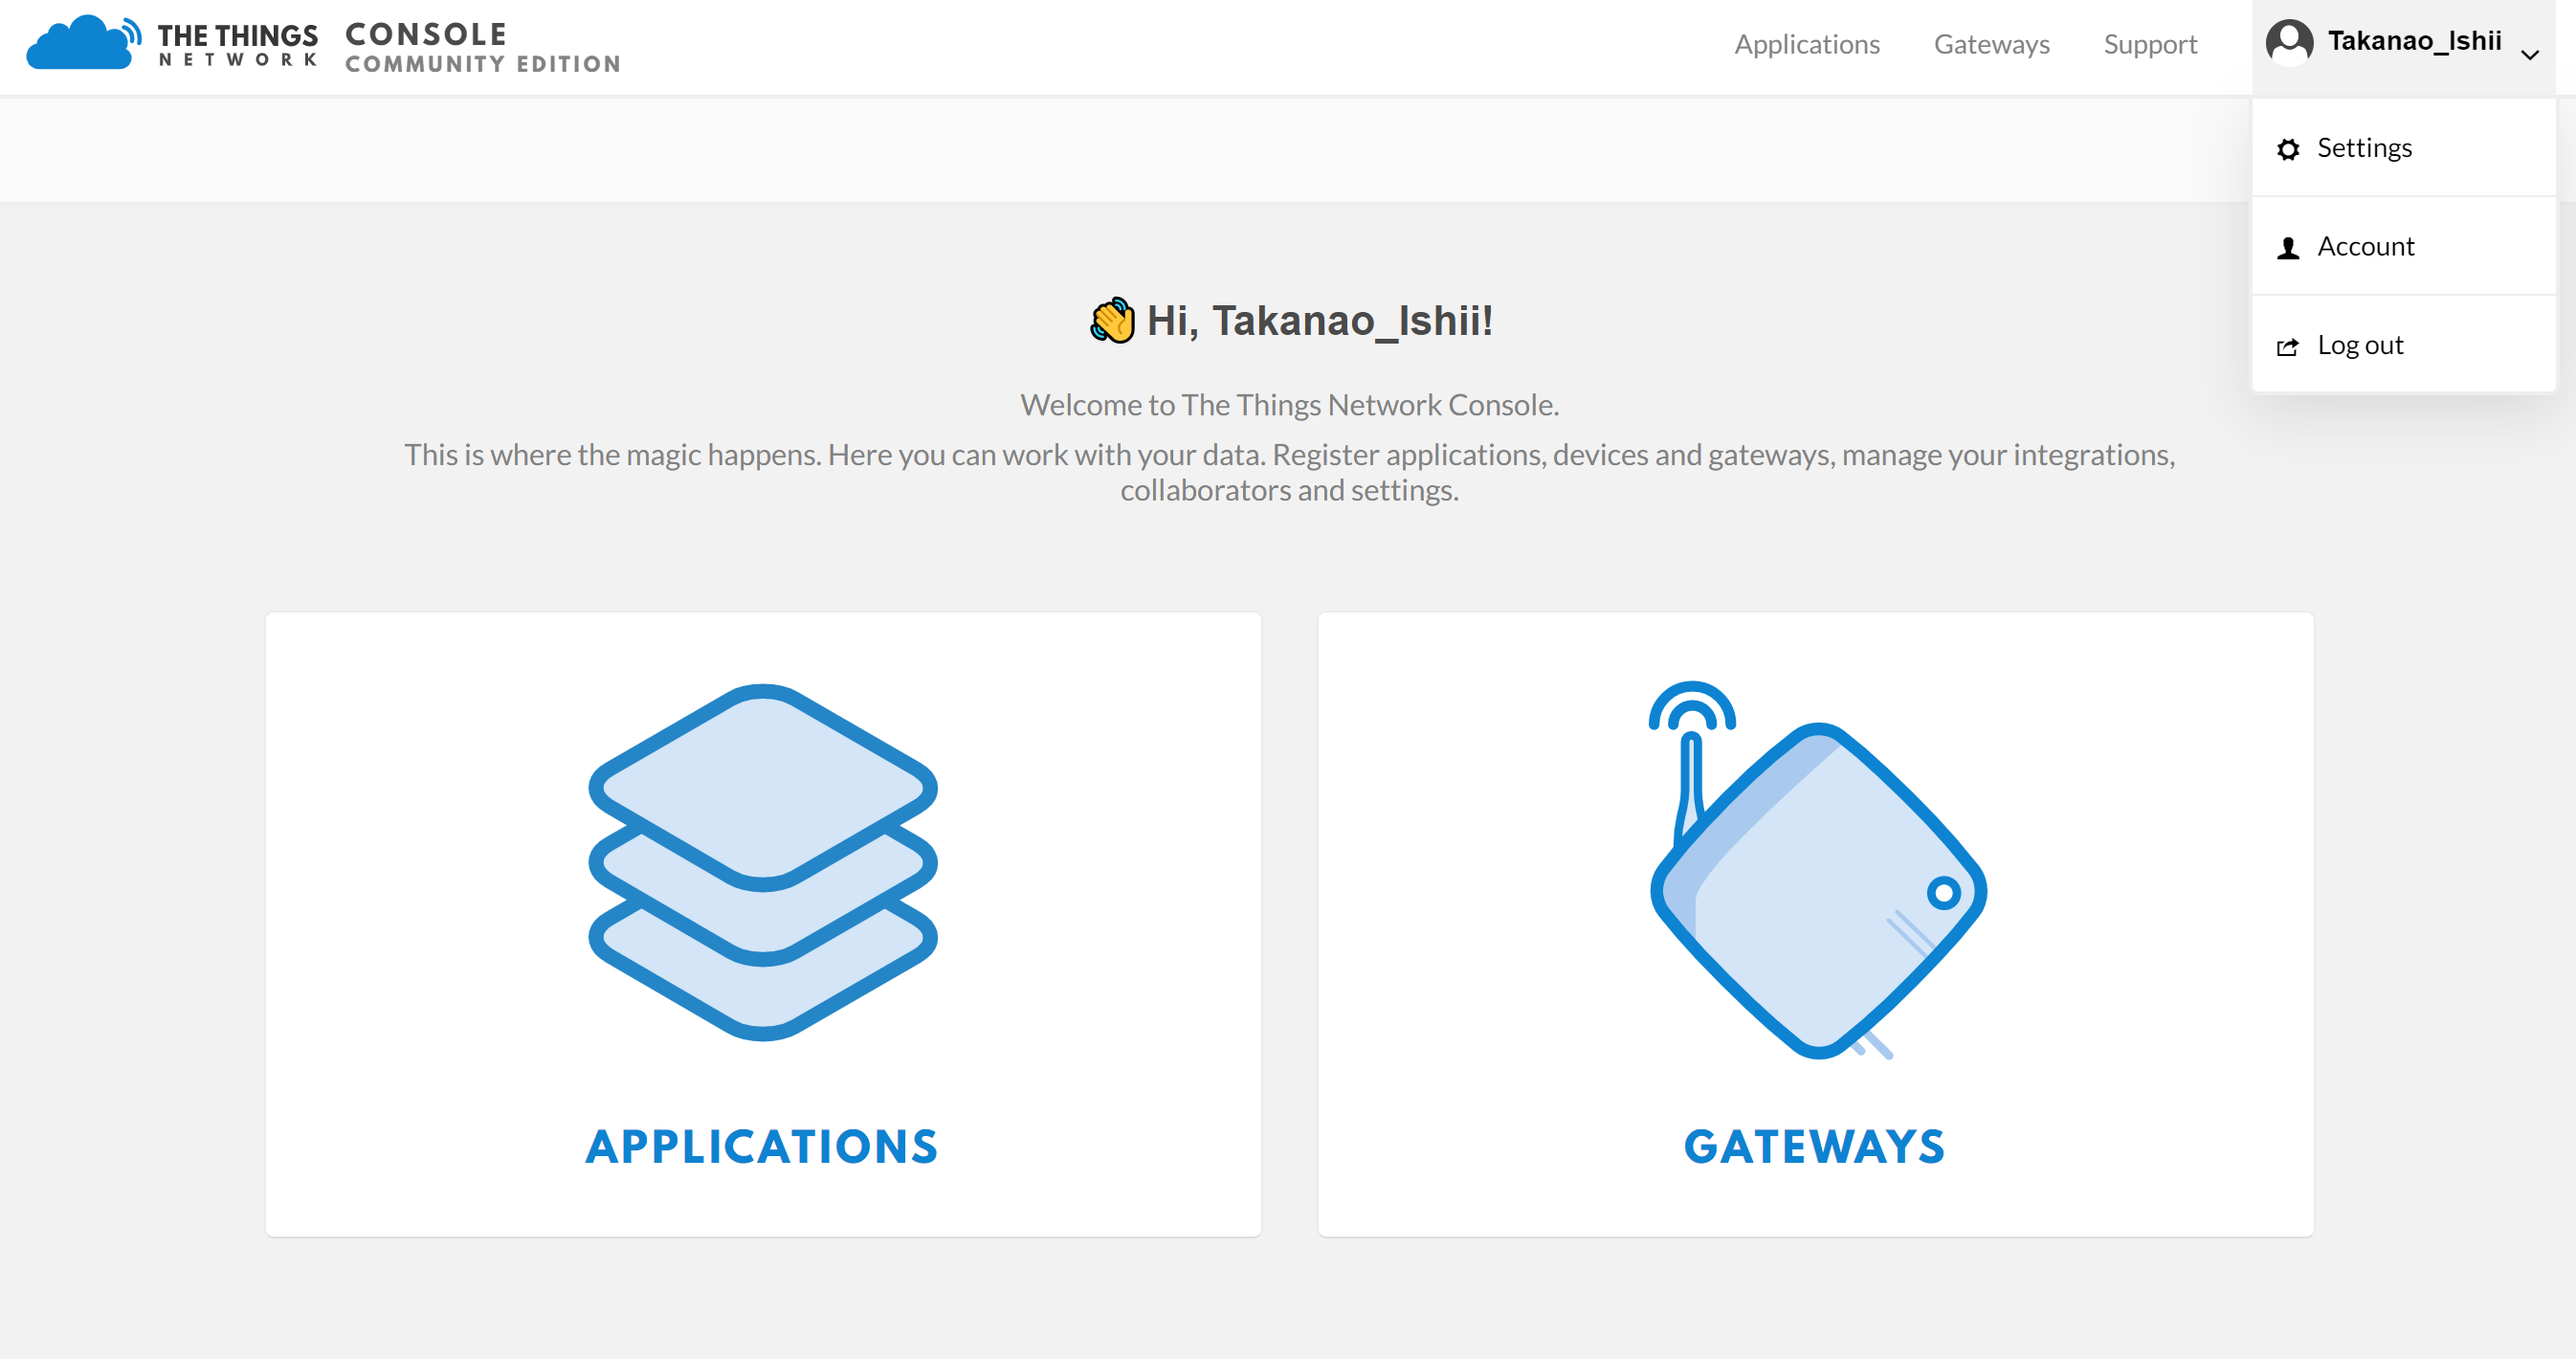 THE THINGS
NETWORK
CONSOLE
COMMUNITY EDITION
Applications
Gateways
Support
Takanao_Ishii
Settings
Account
Log out
👋 Hi, Takanao_Ishii!
Welcome to The Things Network Console.
This is where the magic happens. Here you can work with your data. Register applications, devices and gateways, manage your integrations,
collaborators and settings.
APPLICATIONS
GATEWAYS